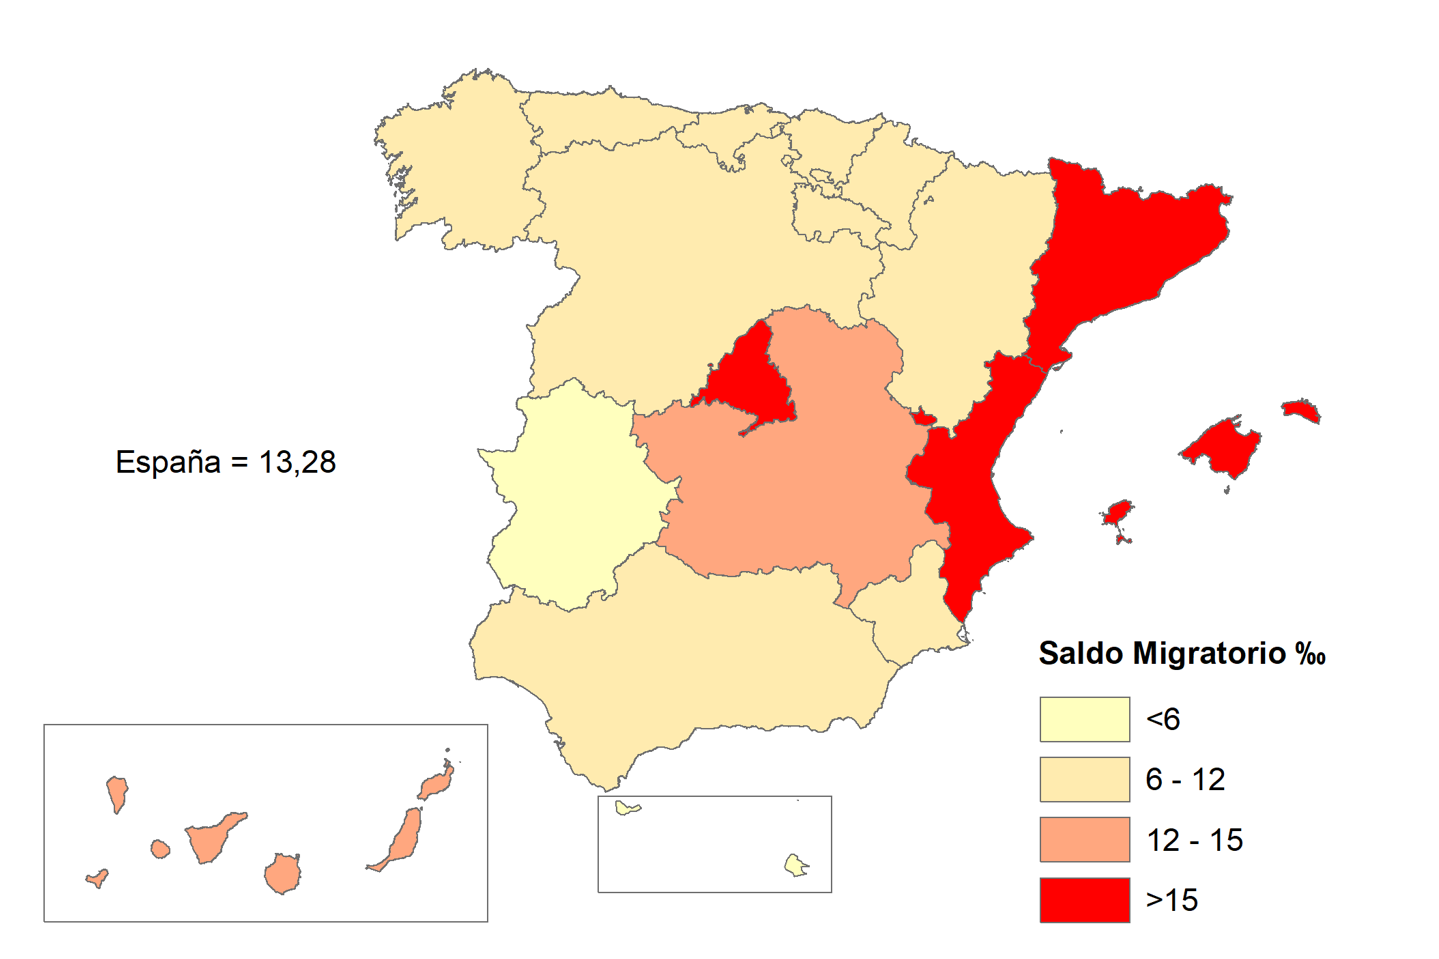 España = 13,28
Saldo Migratorio ‰
<6
6 - 12
12 - 15
>15